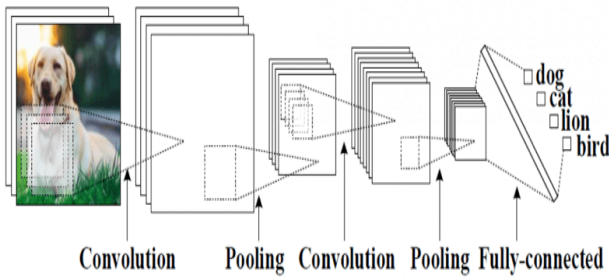 dog
cat
lion
bird
Convolution Pooling Convolution Pooling Fully-connected